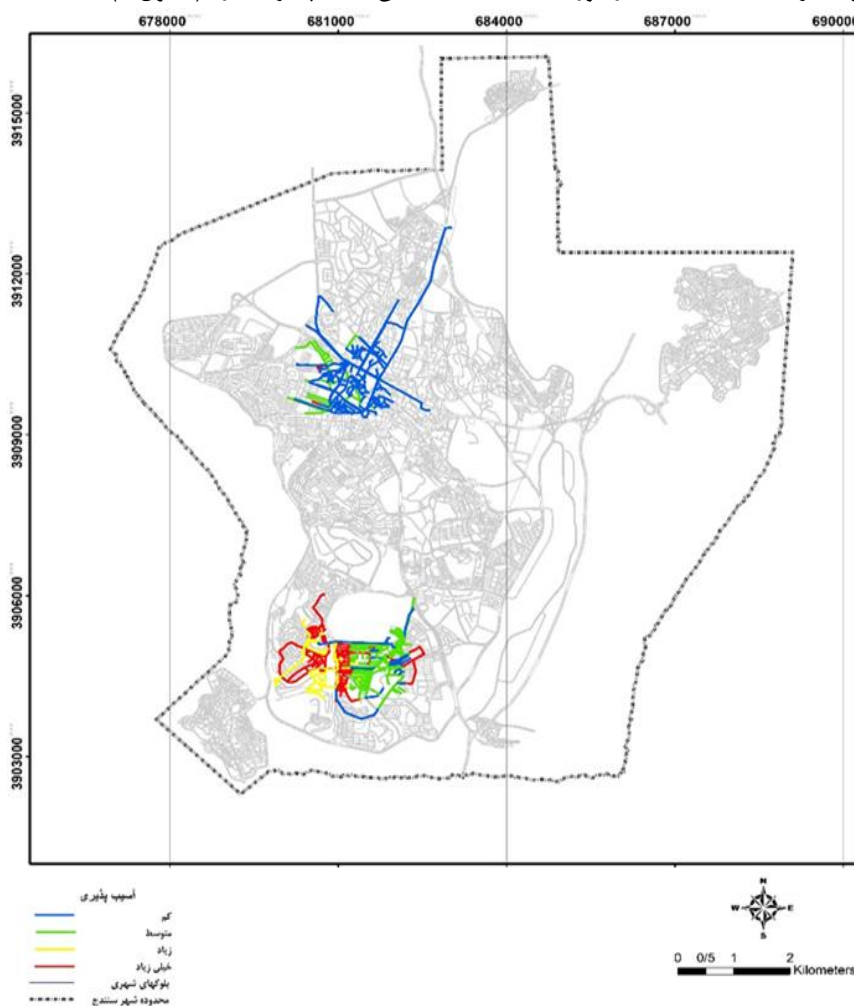 678000 681000 684000 687000 690000
3915000
3912000
3909000
3906000
3903000
آسیب پذیری
کم
متوسط
زیاد
خیلی زیاد
بلوکهای شهری
محدوده شهر سنندج
N
W E
S
0 0/5 1 2
Kilometers